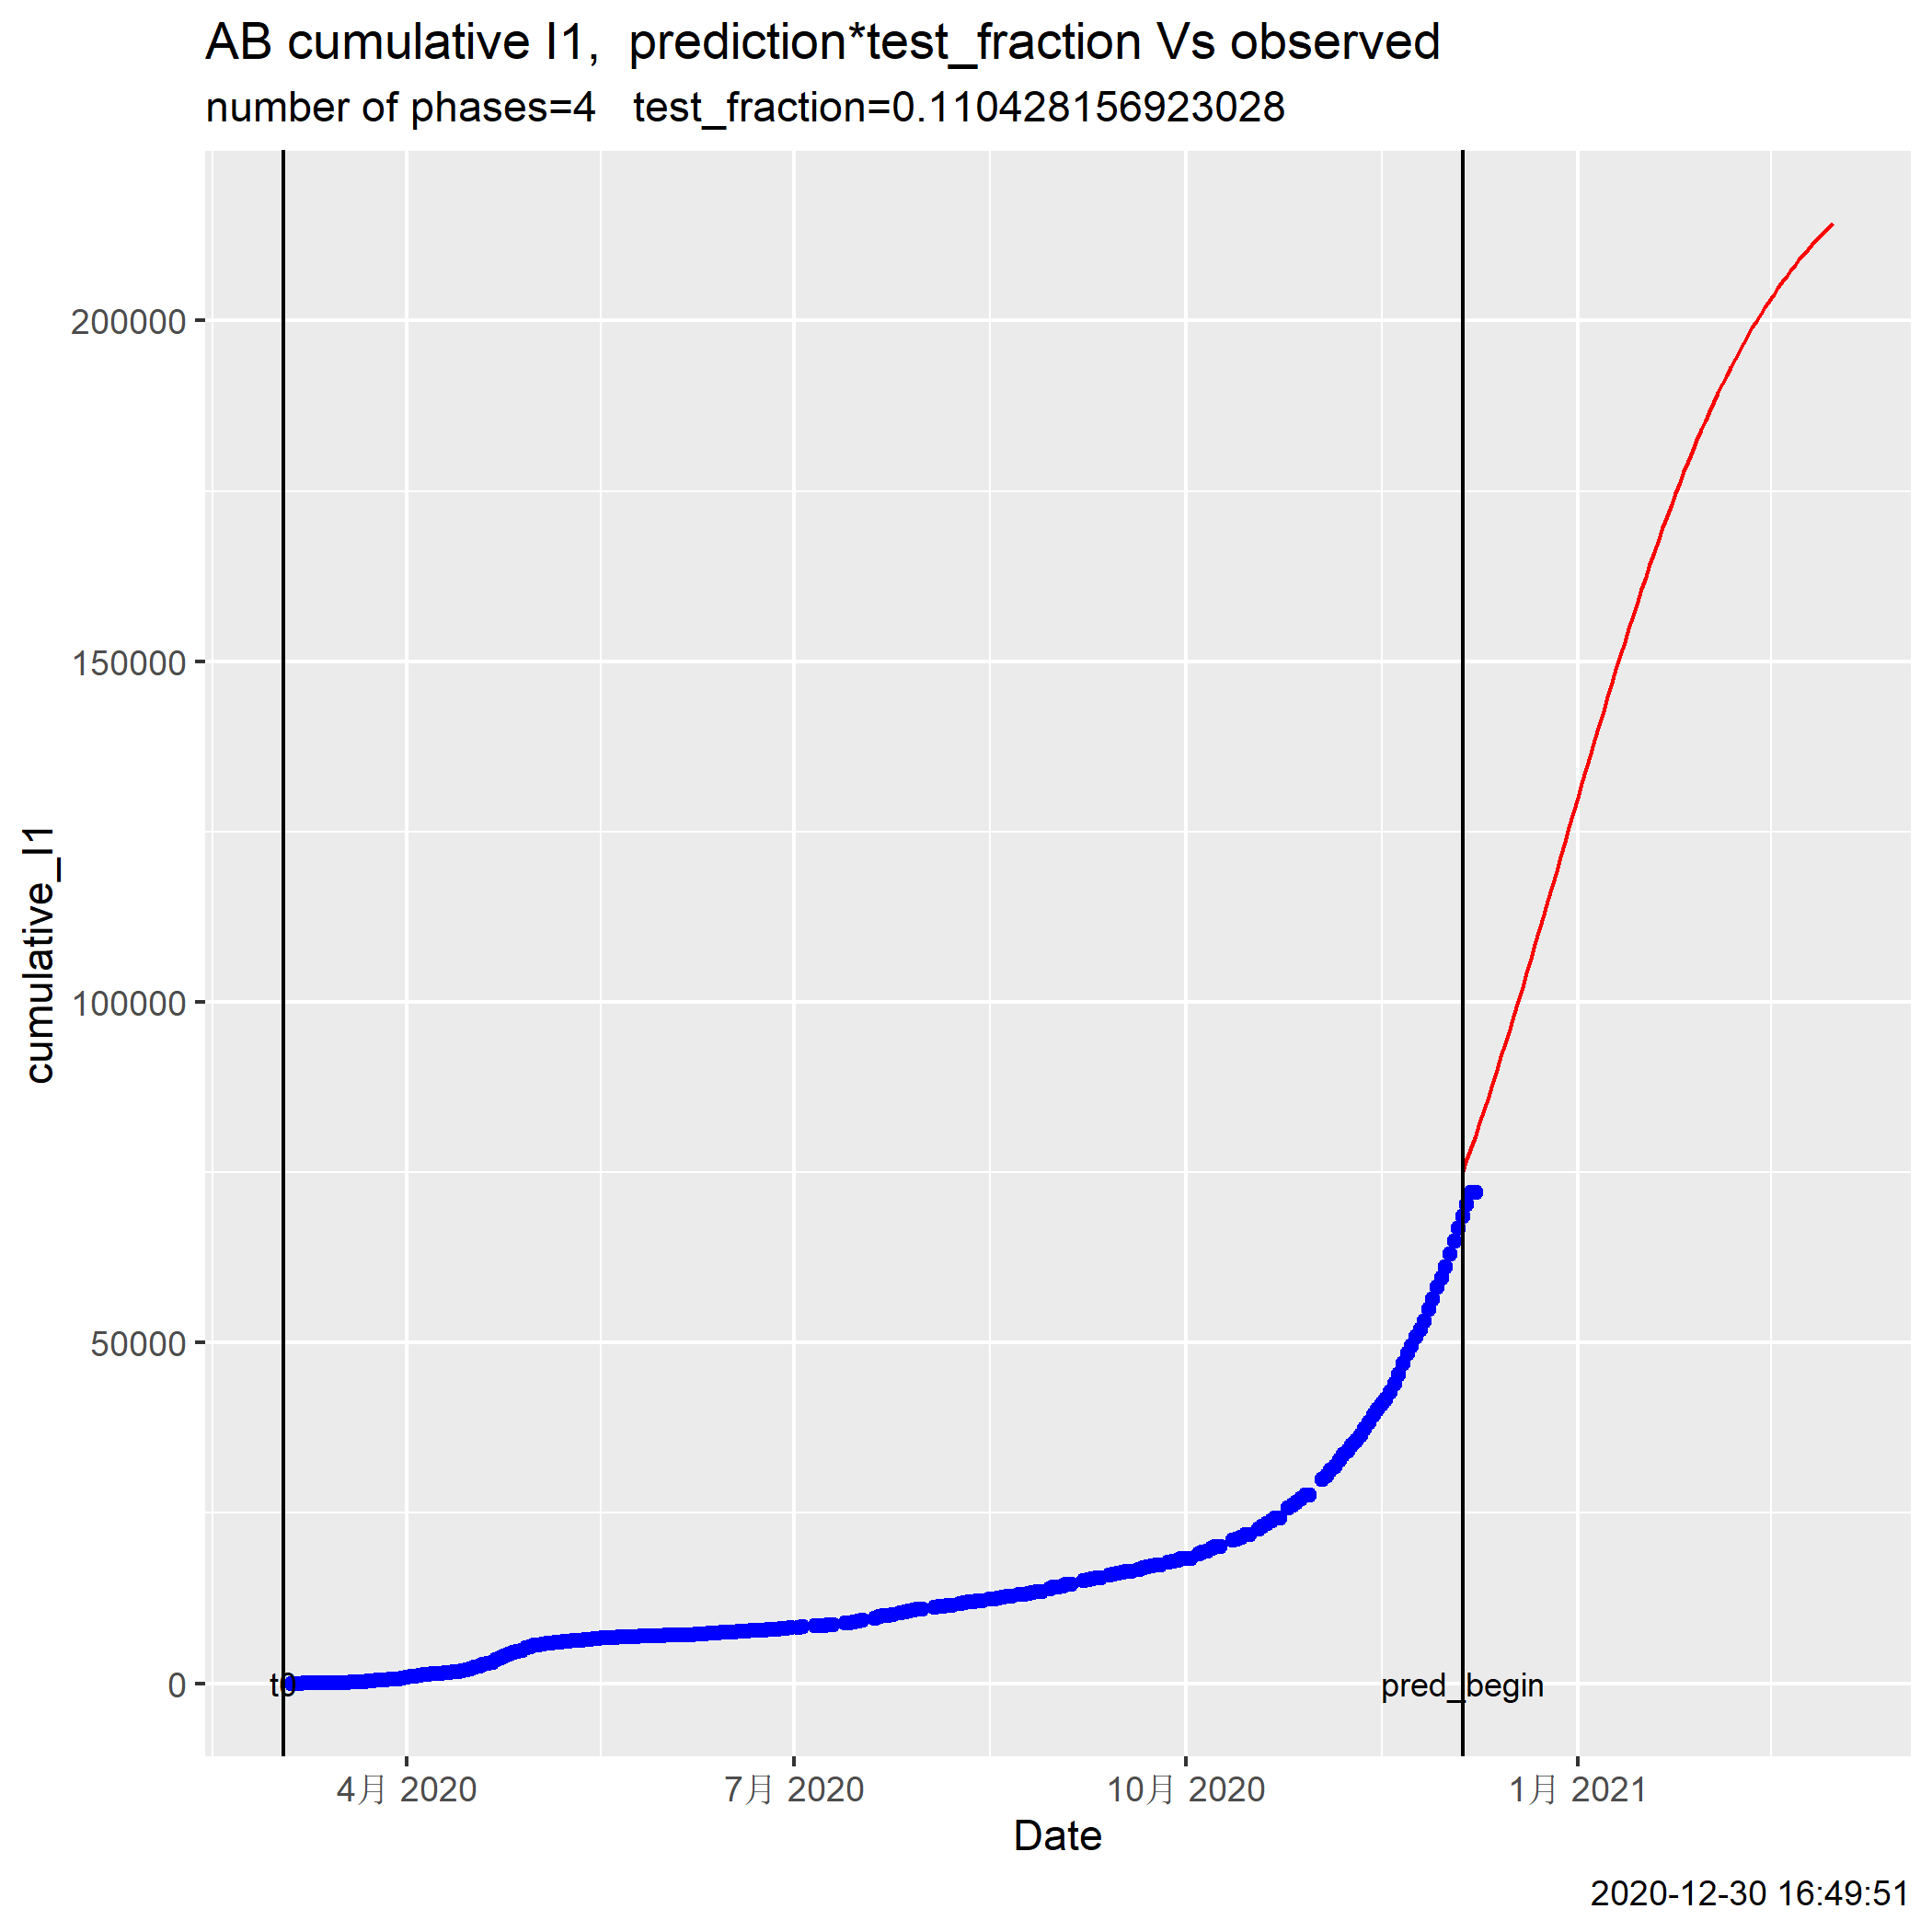 AB cumulative I1,  prediction*test_fraction Vs observed
number of phases=4   test_fraction=0.110428156923028
cumulative_I1
200000
150000
100000
50000
0
t0
pred_begin
4月 2020
7月 2020
10月 2020
1月 2021
Date
2020-12-30 16:49:51